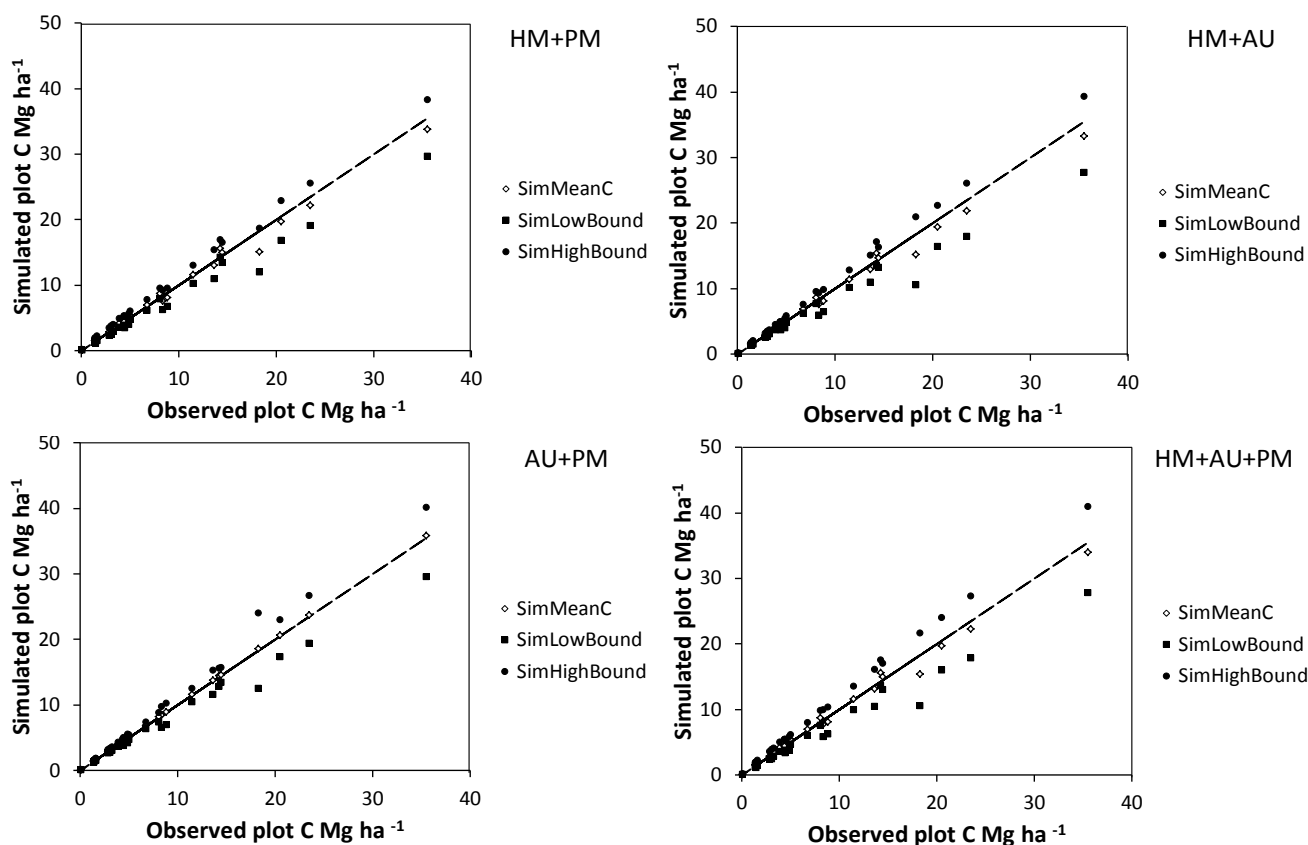 HM+PM
50
40
30
20
10
0
Simulated plot C Mg ha⁻¹
0 10 20 30 40
Observed plot C Mg ha ⁻¹
SimMeanC
SimLowBound
SimHighBound
HM+AU
50
40
30
20
10
0
Simulated plot C Mg ha⁻¹
0 10 20 30 40
Observed plot C Mg ha ⁻¹
SimMeanC
SimLowBound
SimHighBound
AU+PM
50
40
30
20
10
0
Simulated plot C Mg ha⁻¹
0 10 20 30 40
Observed plot C Mg ha ⁻¹
SimMeanC
SimLowBound
SimHighBound
HM+AU+PM
50
40
30
20
10
0
Simulated plot C Mg ha⁻¹
0 10 20 30 40
Observed plot C Mg ha ⁻¹
SimMeanC
SimLowBound
SimHighBound